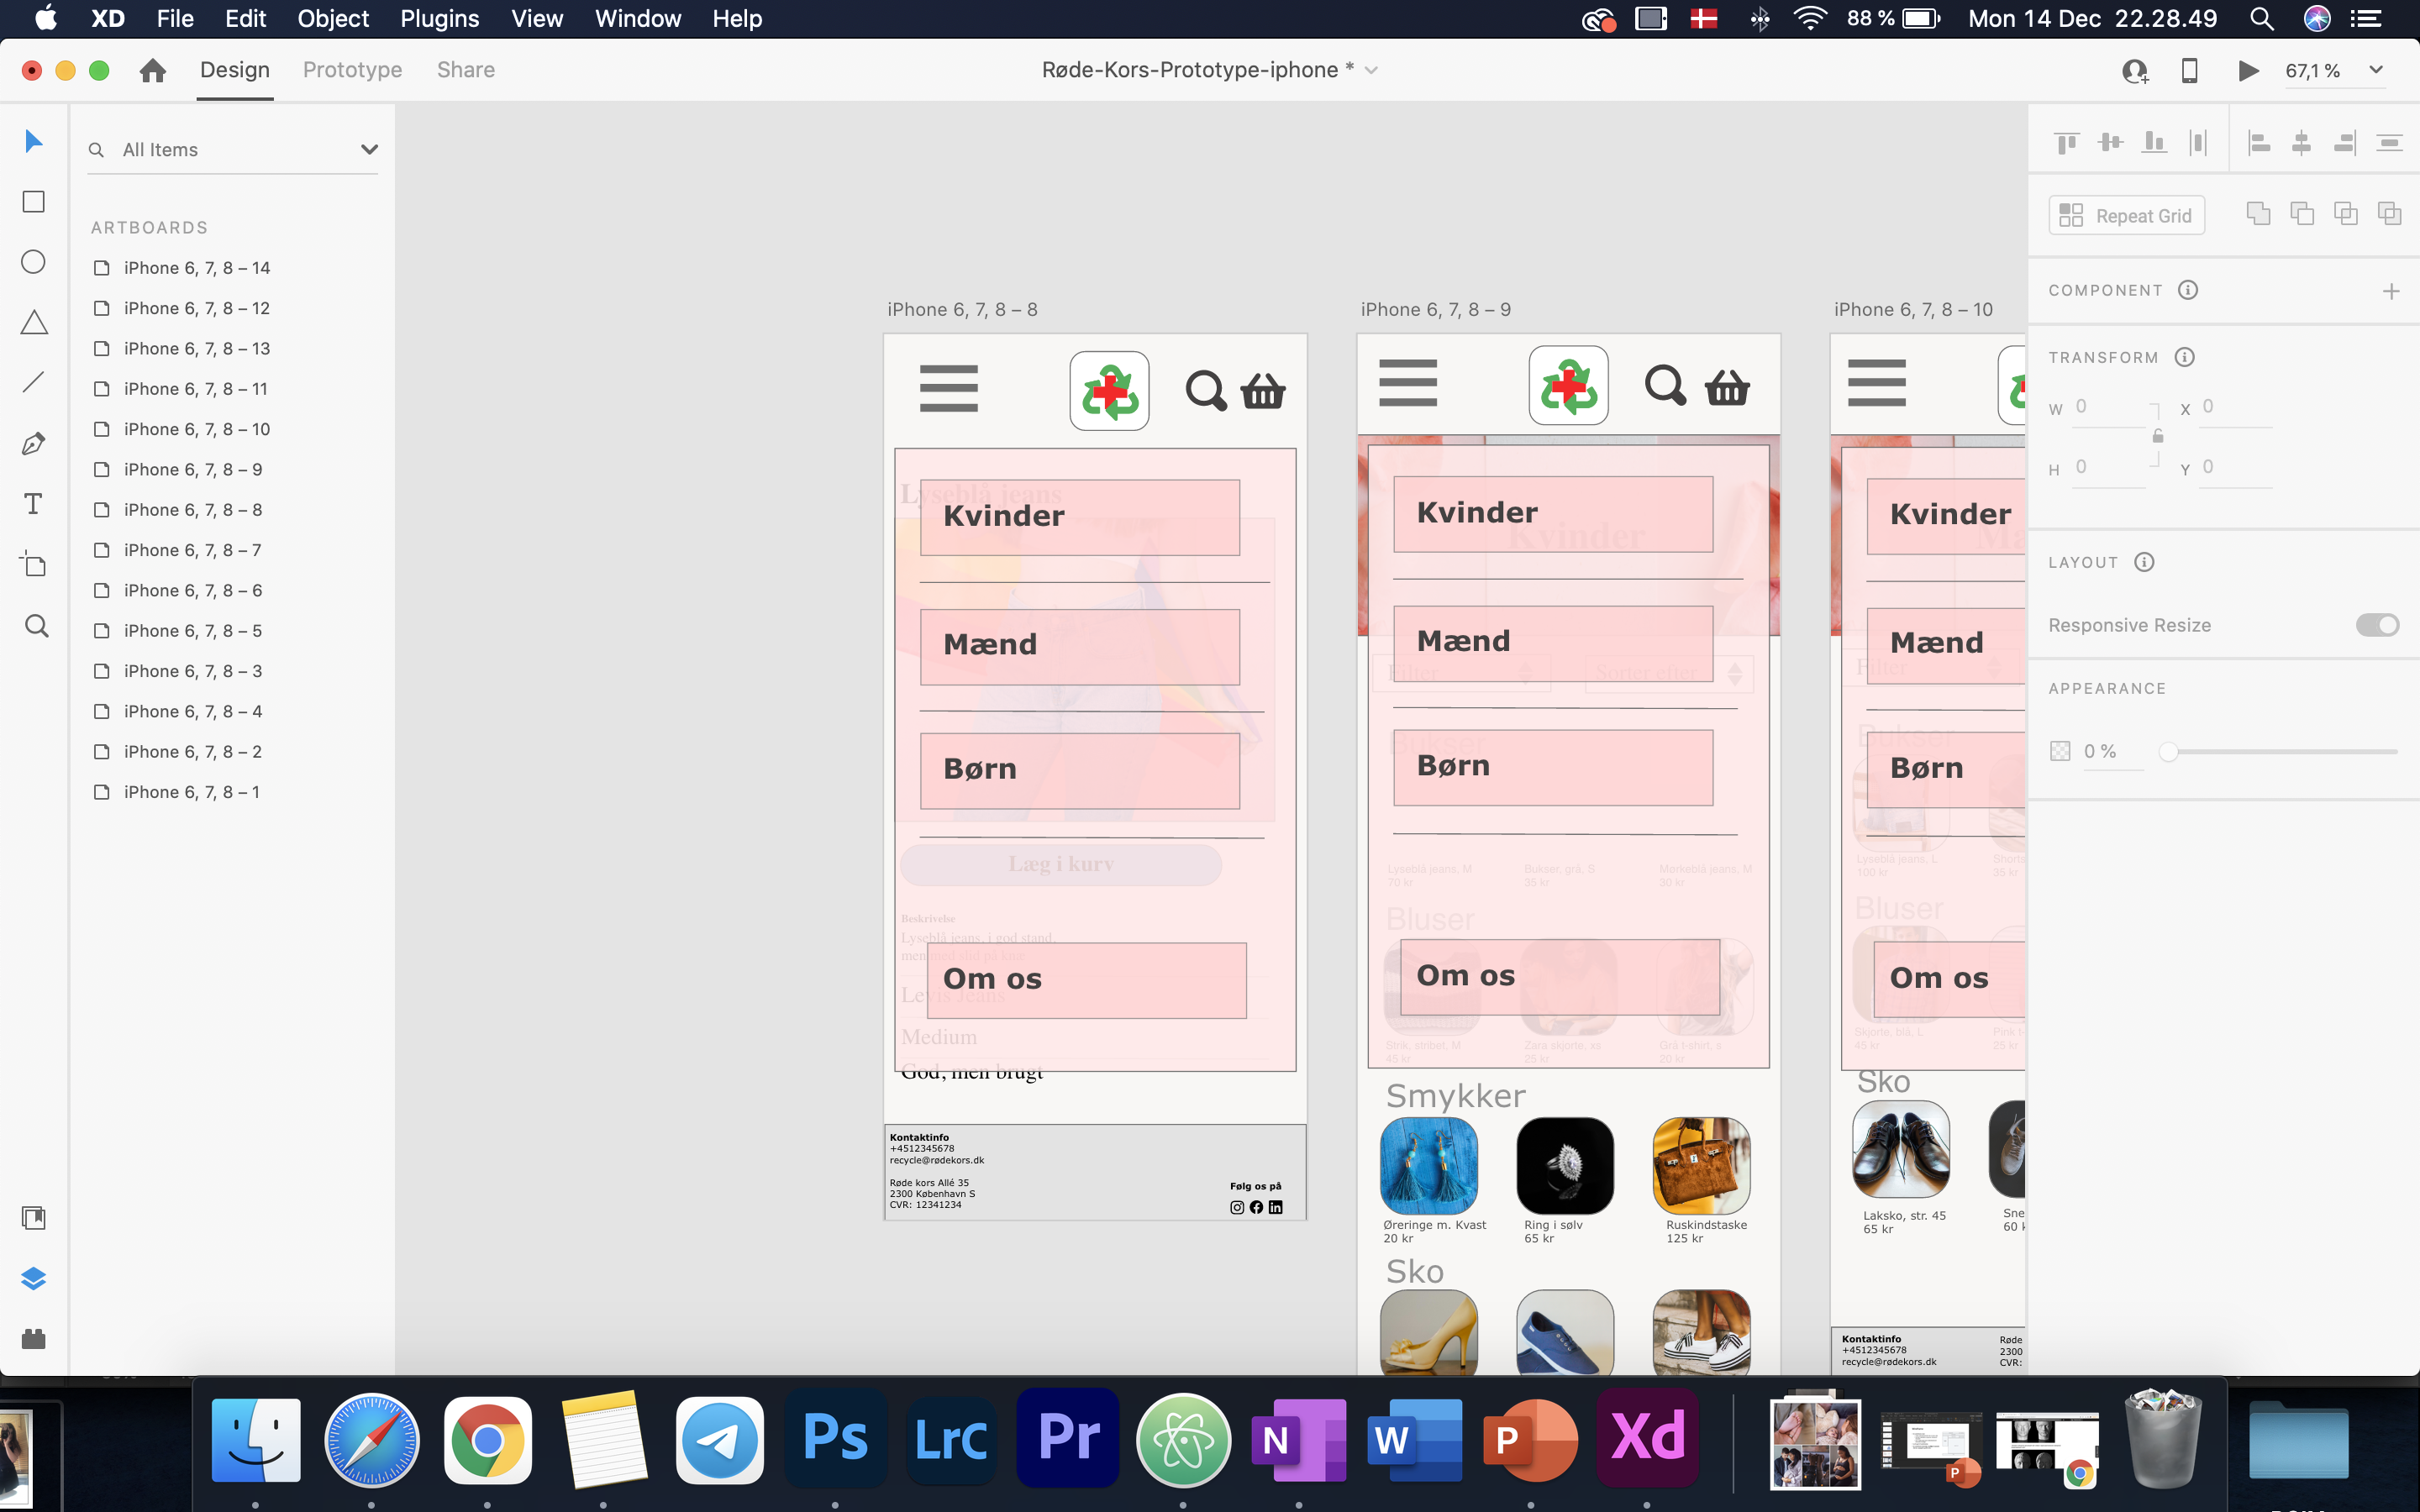 XD File Edit Object Plugins View Window Help 88 % Mon 14 Dec 22.28.49
Design Prototype Share Røde-Kors-Prototype-iphone * 67,1 %
All Items
ARTBOARDS
iPhone 6, 7, 8 – 14
iPhone 6, 7, 8 – 12
iPhone 6, 7, 8 – 13
iPhone 6, 7, 8 – 11
iPhone 6, 7, 8 – 10
iPhone 6, 7, 8 – 9
iPhone 6, 7, 8 – 8
iPhone 6, 7, 8 – 7
iPhone 6, 7, 8 – 6
iPhone 6, 7, 8 – 5
iPhone 6, 7, 8 – 3
iPhone 6, 7, 8 – 4
iPhone 6, 7, 8 – 2
iPhone 6, 7, 8 – 1
iPhone 6, 7, 8 – 8
Lyseblå jeans
Kvinder
Mænd
Børn
Læg i kurv
Beskrivelse
Lyseblå jeans, i god stand,
men med slid på knæ
Om os
Levis Jeans
Medium
God, men brugt
Kontaktinfo
+4512345678
recycle@rødekors.dk
Røde kors Allé 35
2300 København S
CVR: 12341234
Følg os på
iPhone 6, 7, 8 – 9
Kvinder
Kvinder
Mænd
Filter Sorter efter
Bukser
Børn
Lyseblå jeans, M
70 kr
Bukser, grå, S
35 kr
Mørkeblå jeans, M
30 kr
Bluser
Om os
Strik, stribet, M
45 kr
Zara skjorte, xs
25 kr
Grå t-shirt, s
20 kr
Smykker
Øreringe m. Kvast
20 kr
Ring i sølv
65 kr
Ruskindstaske
125 kr
Sko
iPhone 6, 7, 8 – 10
Kvinder
Mænd
Filter
Bukser
Børn
Lyseblå jeans, L
100 kr
Shorts
35 kr
Bluser
Om os
Skjorte, blå, L
45 kr
Pink t-
25 kr
Sko
Laksko, str. 45
65 kr
Sne
60 k
Kontaktinfo
+4512345678
recycle@rødekors.dk
Røde
2300
CVR:
Repeat Grid
COMPONENT
TRANSFORM
W 0 X 0
H 0 Y 0
LAYOUT
Responsive Resize
APPEARANCE
0 %
Ps Lrc Pr N W P Xd
P